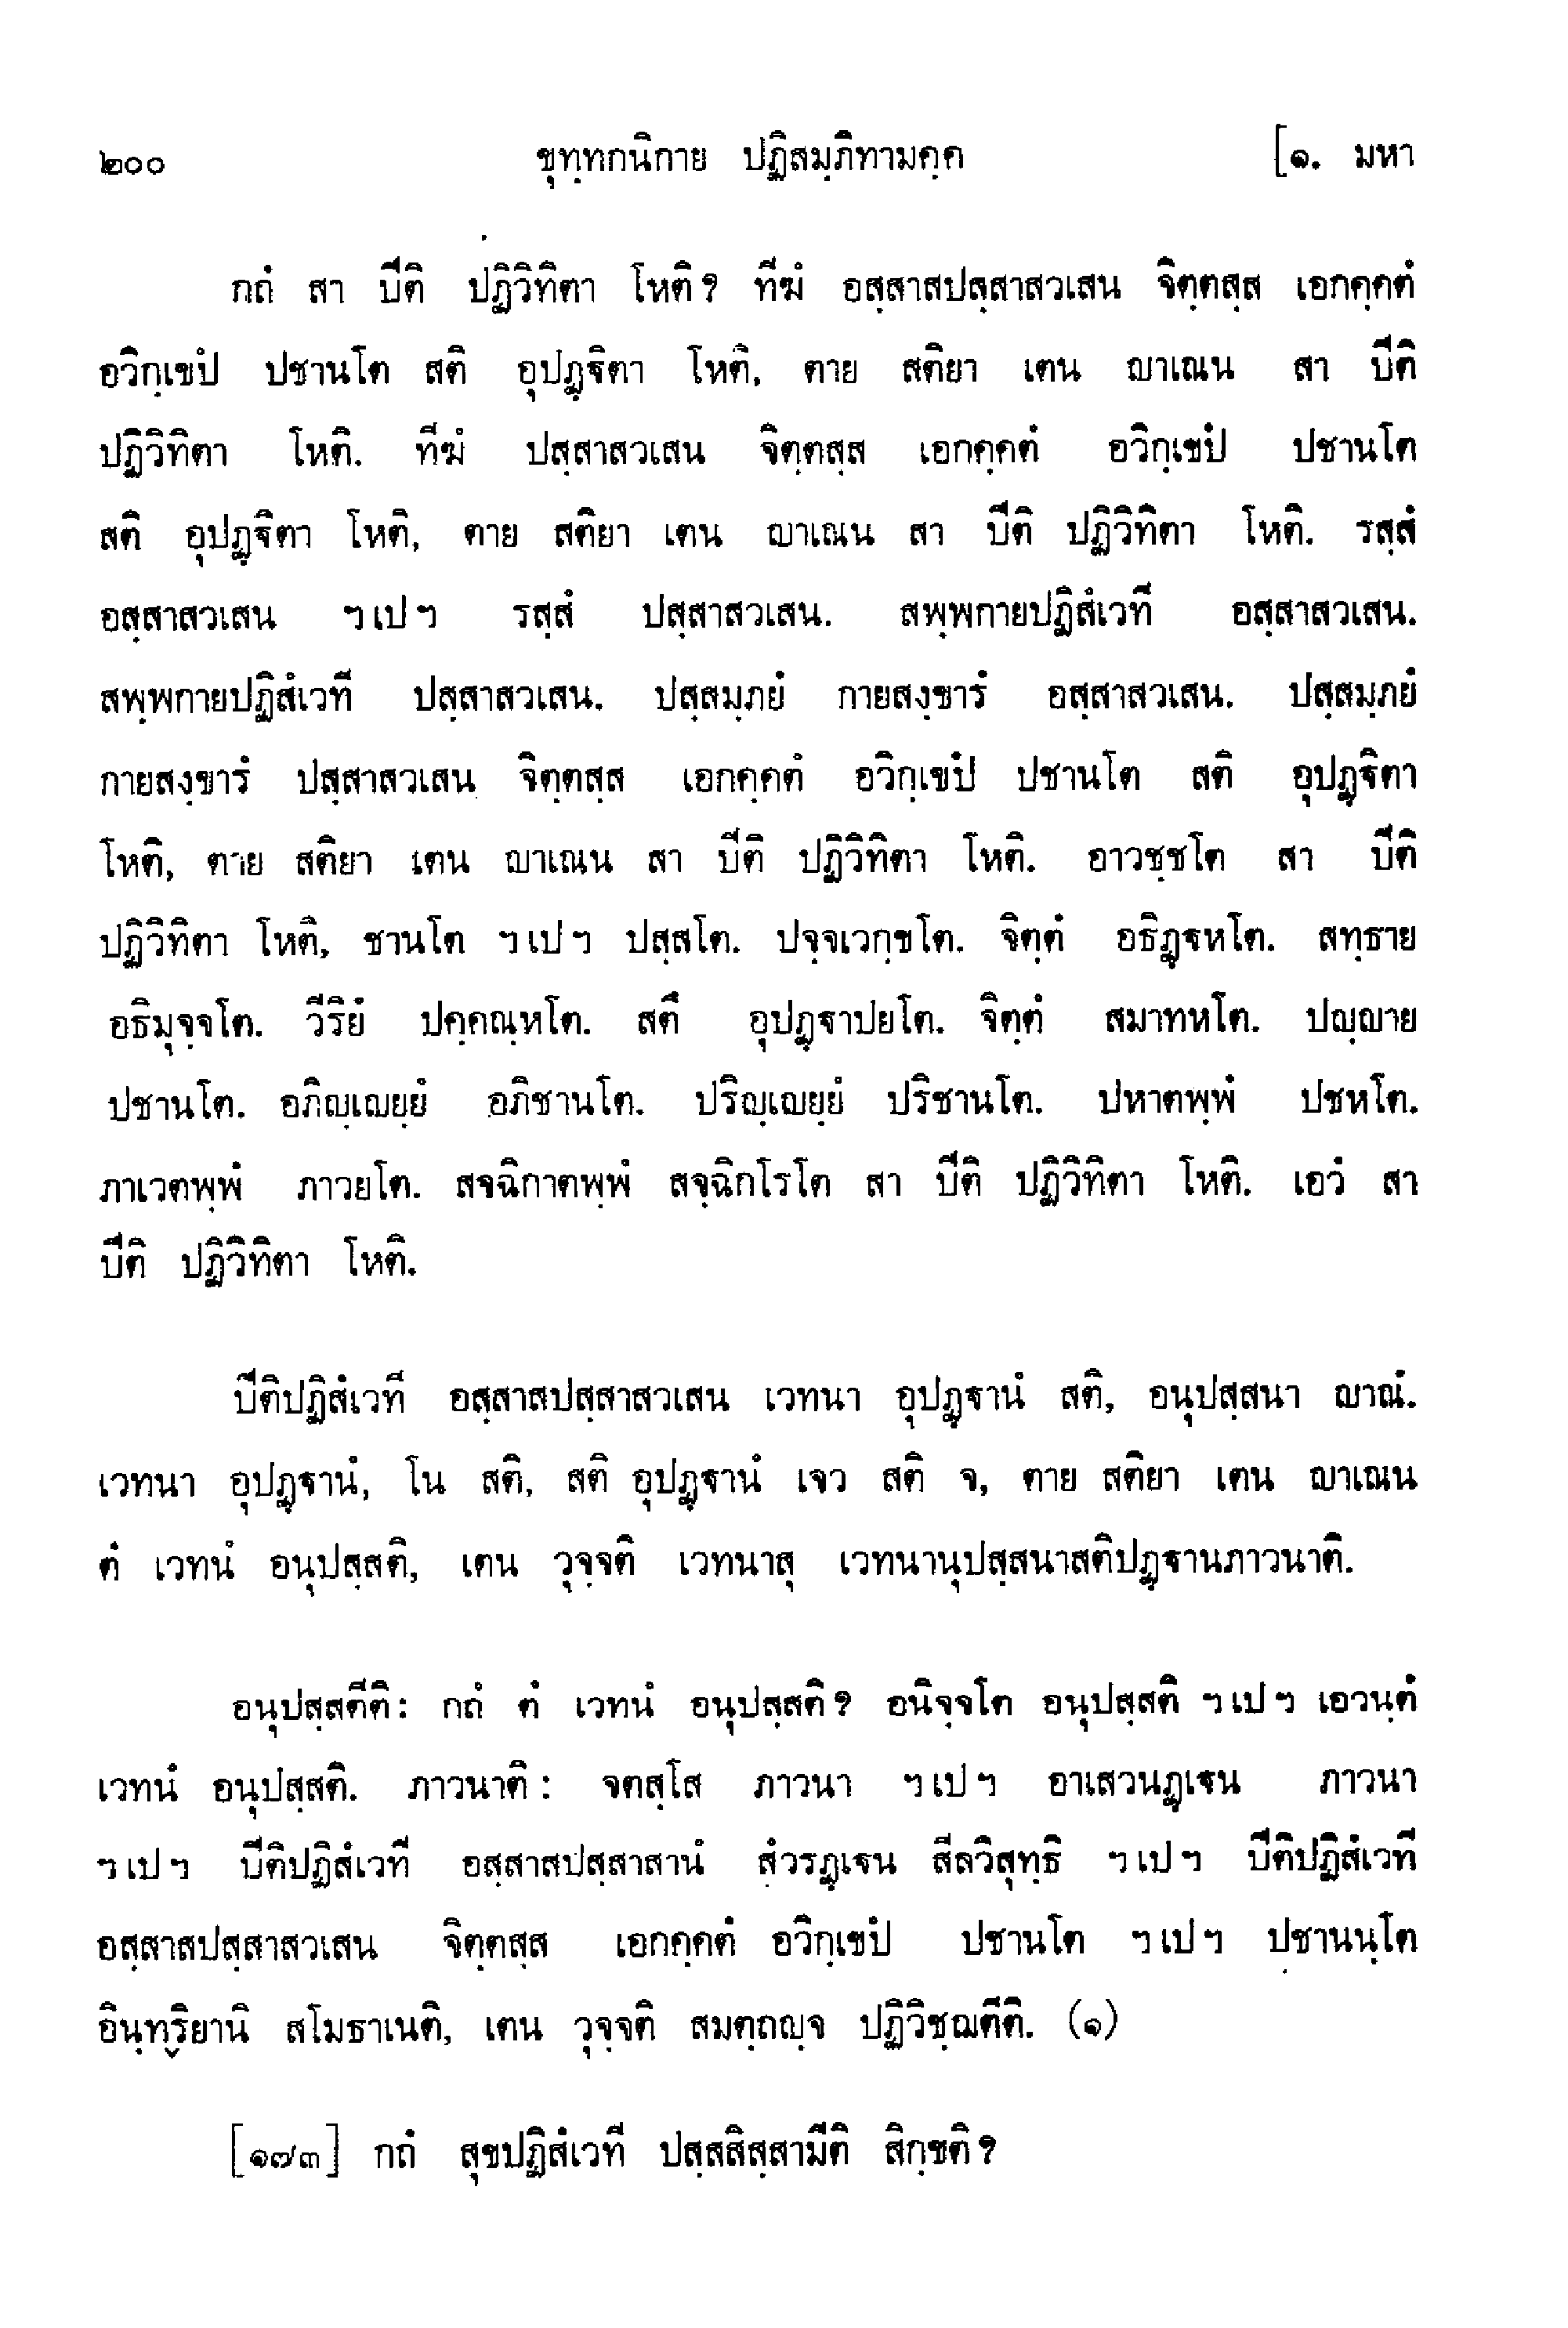 ๒๐๐ ขุทฺทกนิกาย ปฏิสมฺภิทามคฺค [๑. มหา
กถํ สา ปีติ ปฏิวิทิตา โหติ? ทีฆํ อสฺสาสปสฺสาสวเสน จิตฺตสฺส เอกคฺคตํ
อวิกฺเขปํ ปชานโต สติ อุปฏฺฐิตา โหติ, ตาย สติยา เตน ญาเณน สา ปีติ
ปฏิวิทิตา โหติ. ทีฆํ ปสฺสาสวเสน จิตฺตสฺส เอกคฺคตํ อวิกฺเขปํ ปชานโต
สติ อุปฏฺฐิตา โหติ, ตาย สติยา เตน ญาเณน สา ปีติ ปฏิวิทิตา โหติ. รสฺสํ
อสฺสาสวเสน ฯเปฯ รสฺสํ ปสฺสาสวเสน. สพฺพกายปฏิสํเวที อสฺสาสวเสน.
สพฺพกายปฏิสํเวที ปสฺสาสวเสน. ปสฺสมฺภยํ กายสงฺขารํ อสฺสาสวเสน. ปสฺสมฺภยํ
กายสงฺขารํ ปสฺสาสวเสน จิตฺตสฺส เอกคฺคตํ อวิกฺเขปํ ปชานโต สติ อุปฏฺฐิตา
โหติ, ตาย สติยา เตน ญาเณน สา ปีติ ปฏิวิทิตา โหติ. อาวชฺชโต สา ปีติ
ปฏิวิทิตา โหติ, ชานโต ฯเปฯ ปสฺสโต. ปจฺจเวกฺขโต. จิตฺตํ อธิฏฺฐหโต. สทฺธาย
อธิมุจฺจโต. วีริยํ ปคฺคณฺหโต. สตึ อุปฏฺฐาปยโต. จิตฺตํ สมาทหโต. ปญฺญาย
ปชานโต. อภิญฺเญยฺยํ อภิชานโต. ปริญฺเญยฺยํ ปริชานโต. ปหาตพฺพํ ปชหโต.
ภาเวตพฺพํ ภาวยโต. สจฺฉิกาตพฺพํ สจฺฉิกโรโต สา ปีติ ปฏิวิทิตา โหติ. เอวํ สา
ปีติ ปฏิวิทิตา โหติ.
ปีติปฏิสํเวที อสฺสาสปสฺสาสวเสน เวทนา อุปฏฺฐานํ สติ, อนุปสฺสนา ญาณํ.
เวทนา อุปฏฺฐานํ, โน สติ, สติ อุปฏฺฐานํ เจว สติ จ, ตาย สติยา เตน ญาเณน
ตํ เวทนํ อนุปสฺสติ, เตน วุจฺจติ เวทนาสุ เวทนานุปสฺสนาสติปฏฺฐานภาวนาติ.
อนุปสฺสตีติ: กถํ ตํ เวทนํ อนุปสฺสติ? อนิจฺจโต อนุปสฺสติ ฯเปฯ เอวนฺตํ
เวทนํ อนุปสฺสติ. ภาวนาติ: จตสฺโส ภาวนา ฯเปฯ อาเสวนฏฺเฐน ภาวนา
ฯเปฯ ปีติปฏิสํเวที อสฺสาสปสฺสาสานํ สํวรฏฺเฐน สีลวิสุทฺธิ ฯเปฯ ปีติปฏิสํเวที
อสฺสาสปสฺสาสวเสน จิตฺตสฺส เอกคฺคตํ อวิกฺเขปํ ปชานโต ฯเปฯ ปชานนฺโต
อินฺทฺริยานิ สโมธาเนติ, เตน วุจฺจติ สมตฺถญฺจ ปฏิวิชฺฌตีติ. (๑)
[๑๗๓] กถํ สุขปฏิสํเวที ปสฺสสิสฺสามีติ สิกฺขติ?